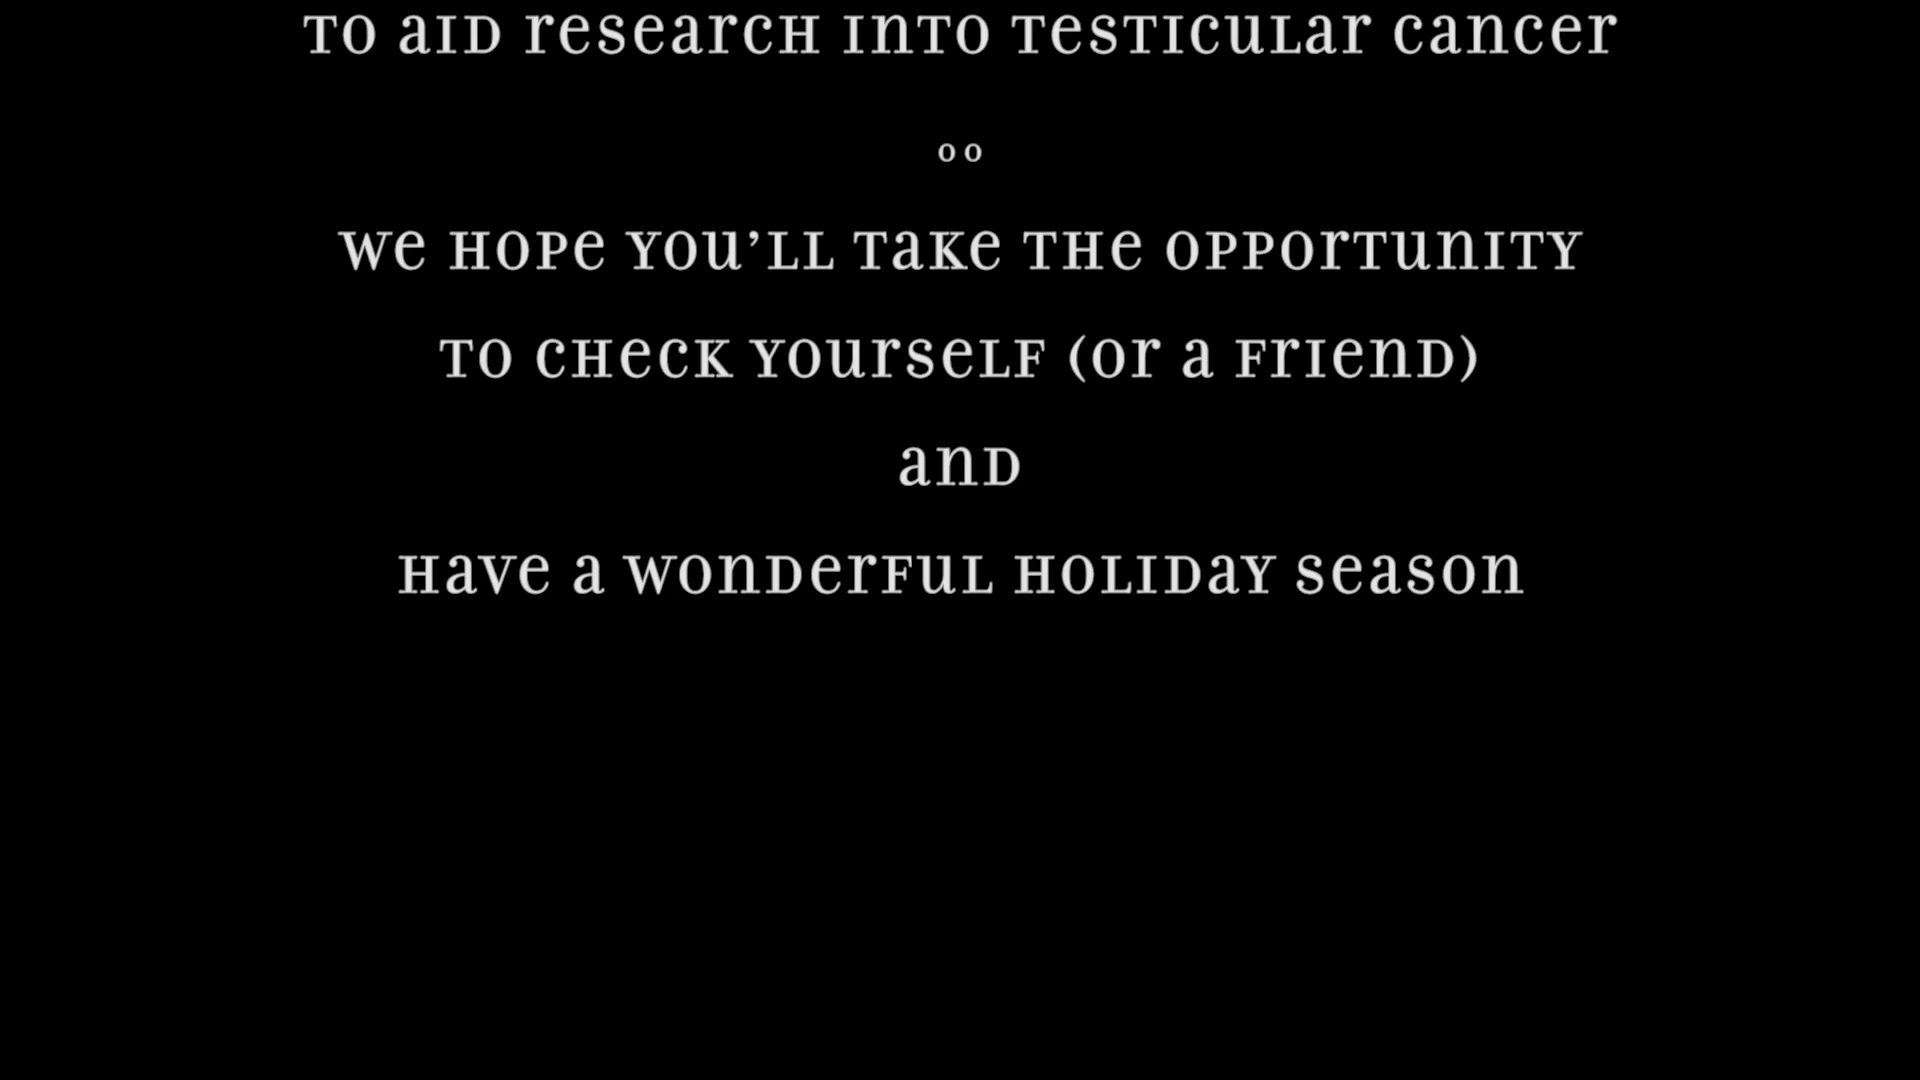 TO aID researcH InTO TesTIcuLar cancer
oo
we HOPe YOu’LL Take THe OPPOrTunITY
TO cHecK YOurseLF (Or a FrIenD)
anD
Have a wOnDerFuL HOLIDaY seasOn